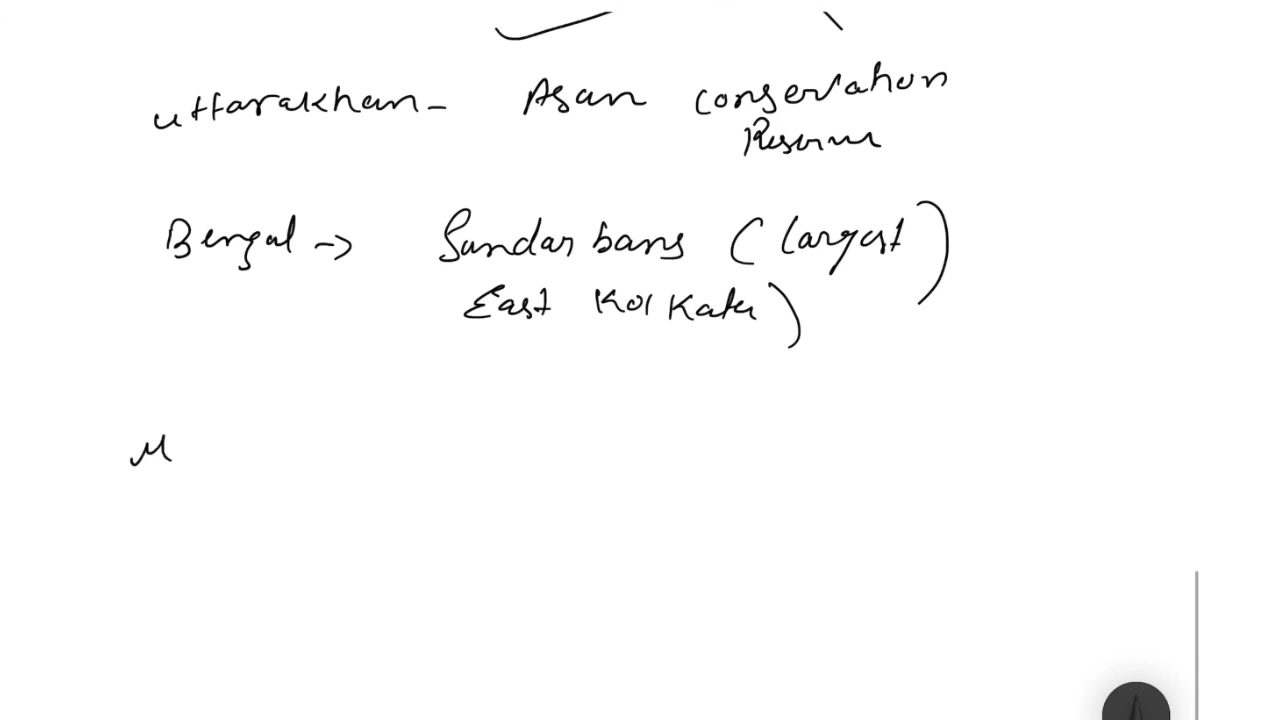 uttarakhan - Asan conservation
Reserve
Bengal -> Sundarbans (largest)
East Kolkata)
M